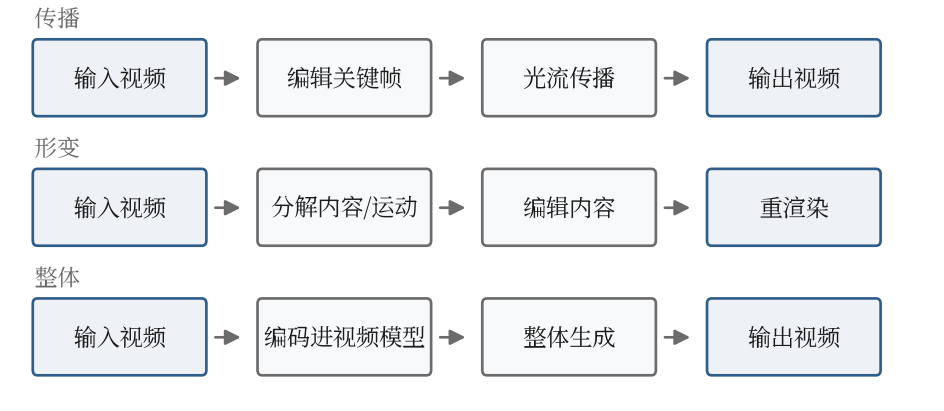 传播
输入视频
编辑关键帧
光流传播
输出视频
形变
输入视频
分解内容/运动
编辑内容
重渲染
整体
输入视频
编码进视频模型
整体生成
输出视频